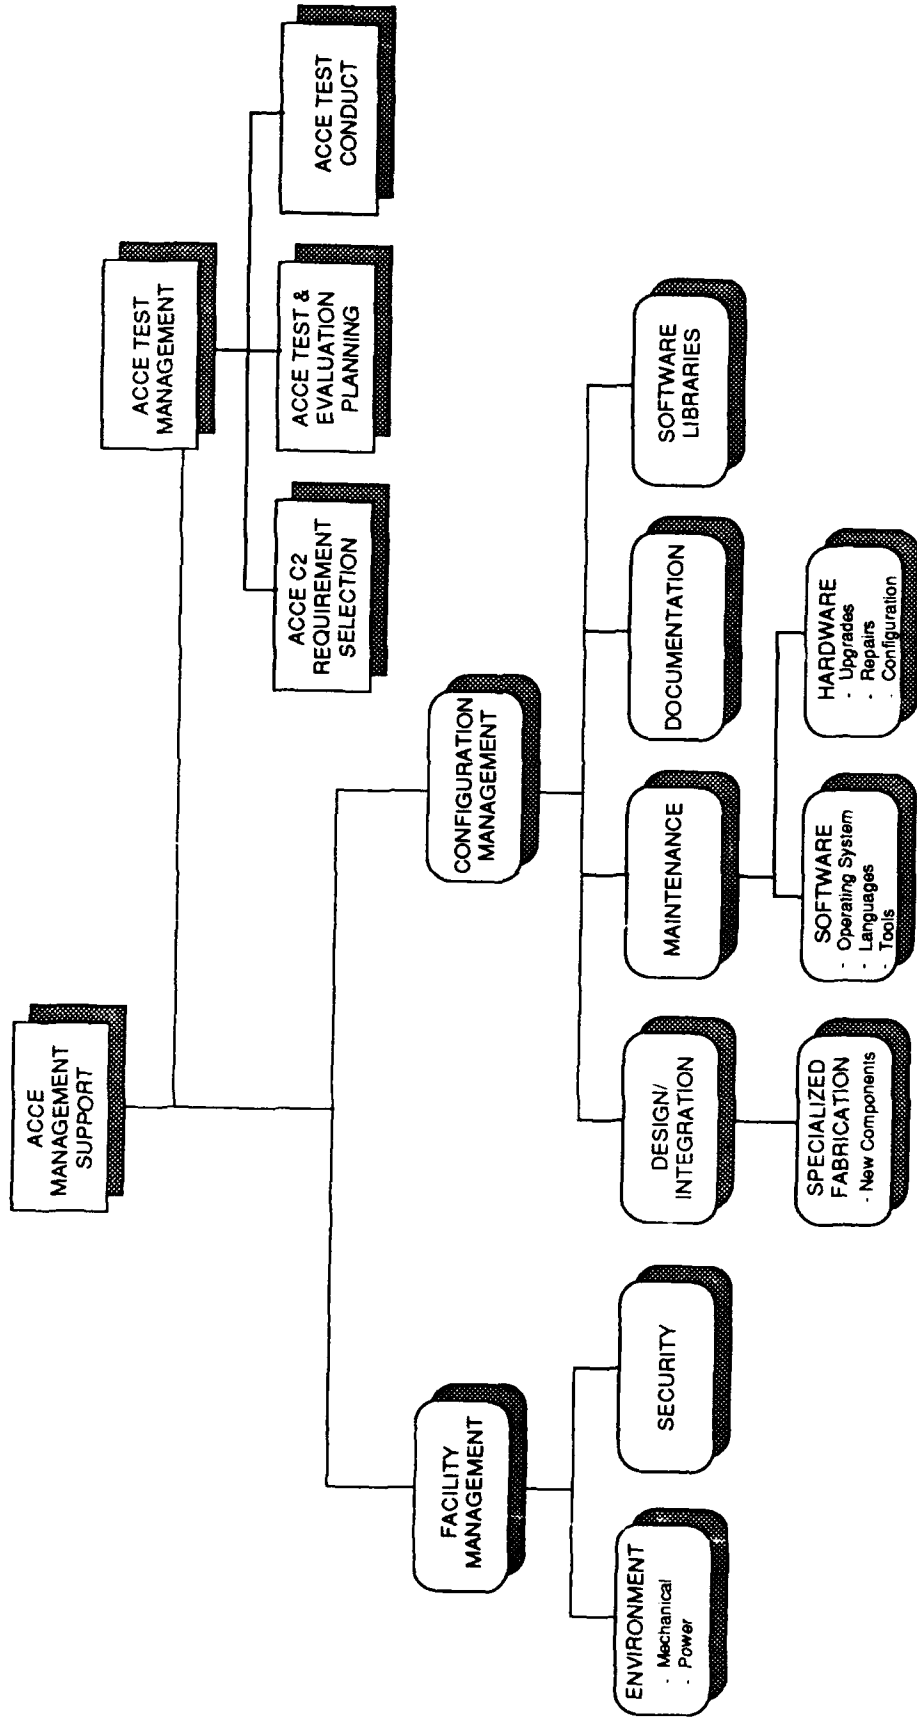 ACCE
MANAGEMENT
SUPPORT
ACCE TEST
MANAGEMENT
ACCE C2
REQUIREMENT
SELECTION
ACCE TEST &
EVALUATION
PLANNING
ACCE TEST
CONDUCT
FACILITY
MANAGEMENT
CONFIGURATION
MANAGEMENT
ENVIRONMENT
- Mechanical
- Power
SECURITY
DESIGN/
INTEGRATION
MAINTENANCE
DOCUMENTATION
SOFTWARE
LIBRARIES
SPECIALIZED
FABRICATION
- New Components
SOFTWARE
- Operating System
- Languages
- Tools
HARDWARE
- Upgrades
- Repairs
- Configuration